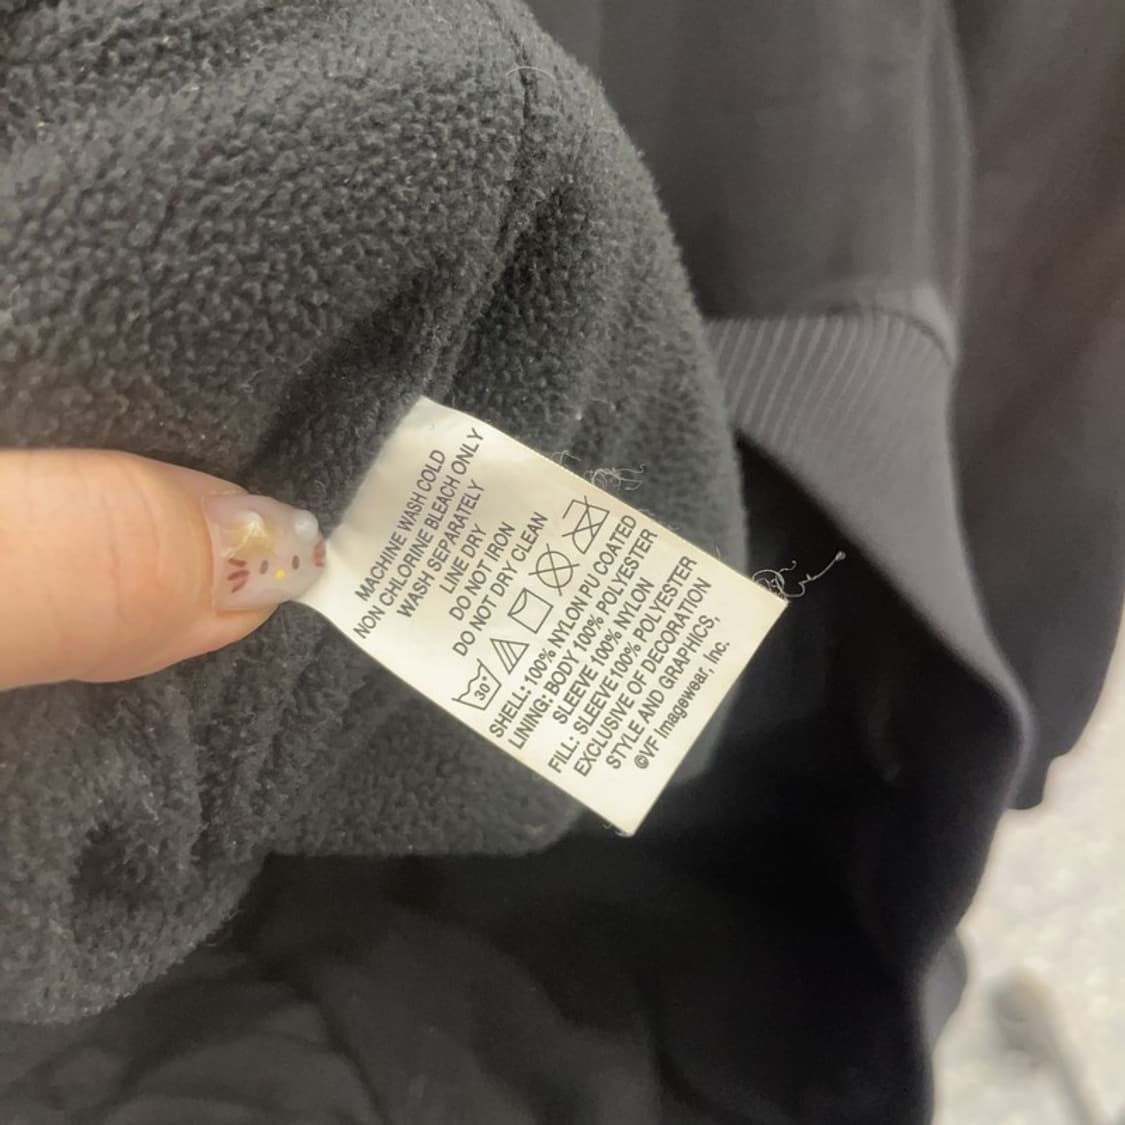 MACHINE WASH COLD
NON CHLORINE BLEACH ONLY
WASH SEPARATELY
LINE DRY
DO NOT IRON
DO NOT DRY CLEAN
30°
SHELL: 100% NYLON PU COATED
LINING: BODY 100% POLYESTER
SLEEVE 100% NYLON
FILL: SLEEVE 100% POLYESTER
EXCLUSIVE OF DECORATION
STYLE AND GRAPHICS,
©VF Imagewear, Inc.